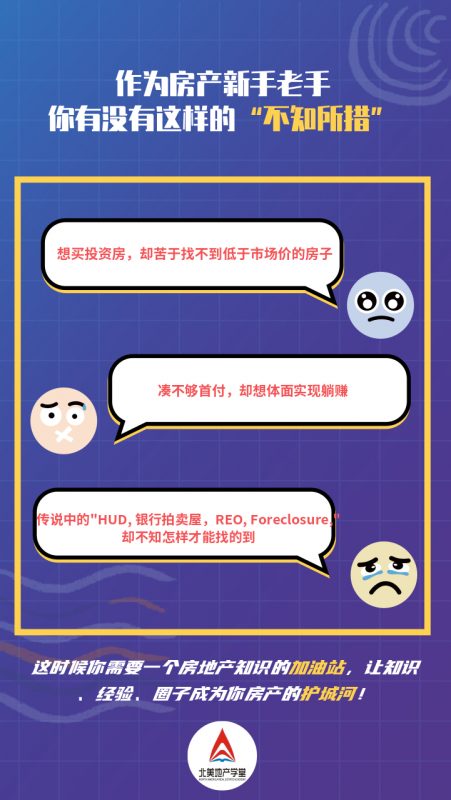 作为房产新手老手
你有没有这样的“不知所措”
想买投资房，却苦于找不到低于市场价的房子
凑不够首付，却想体面实现躺赚
传说中的"HUD, 银行拍卖屋，REO, Foreclosure,"
却不知怎样才能找的到
这时候你需要一个房地产知识的加油站，让知识
、经验、圈子成为你房产的护城河！
北美地产学堂